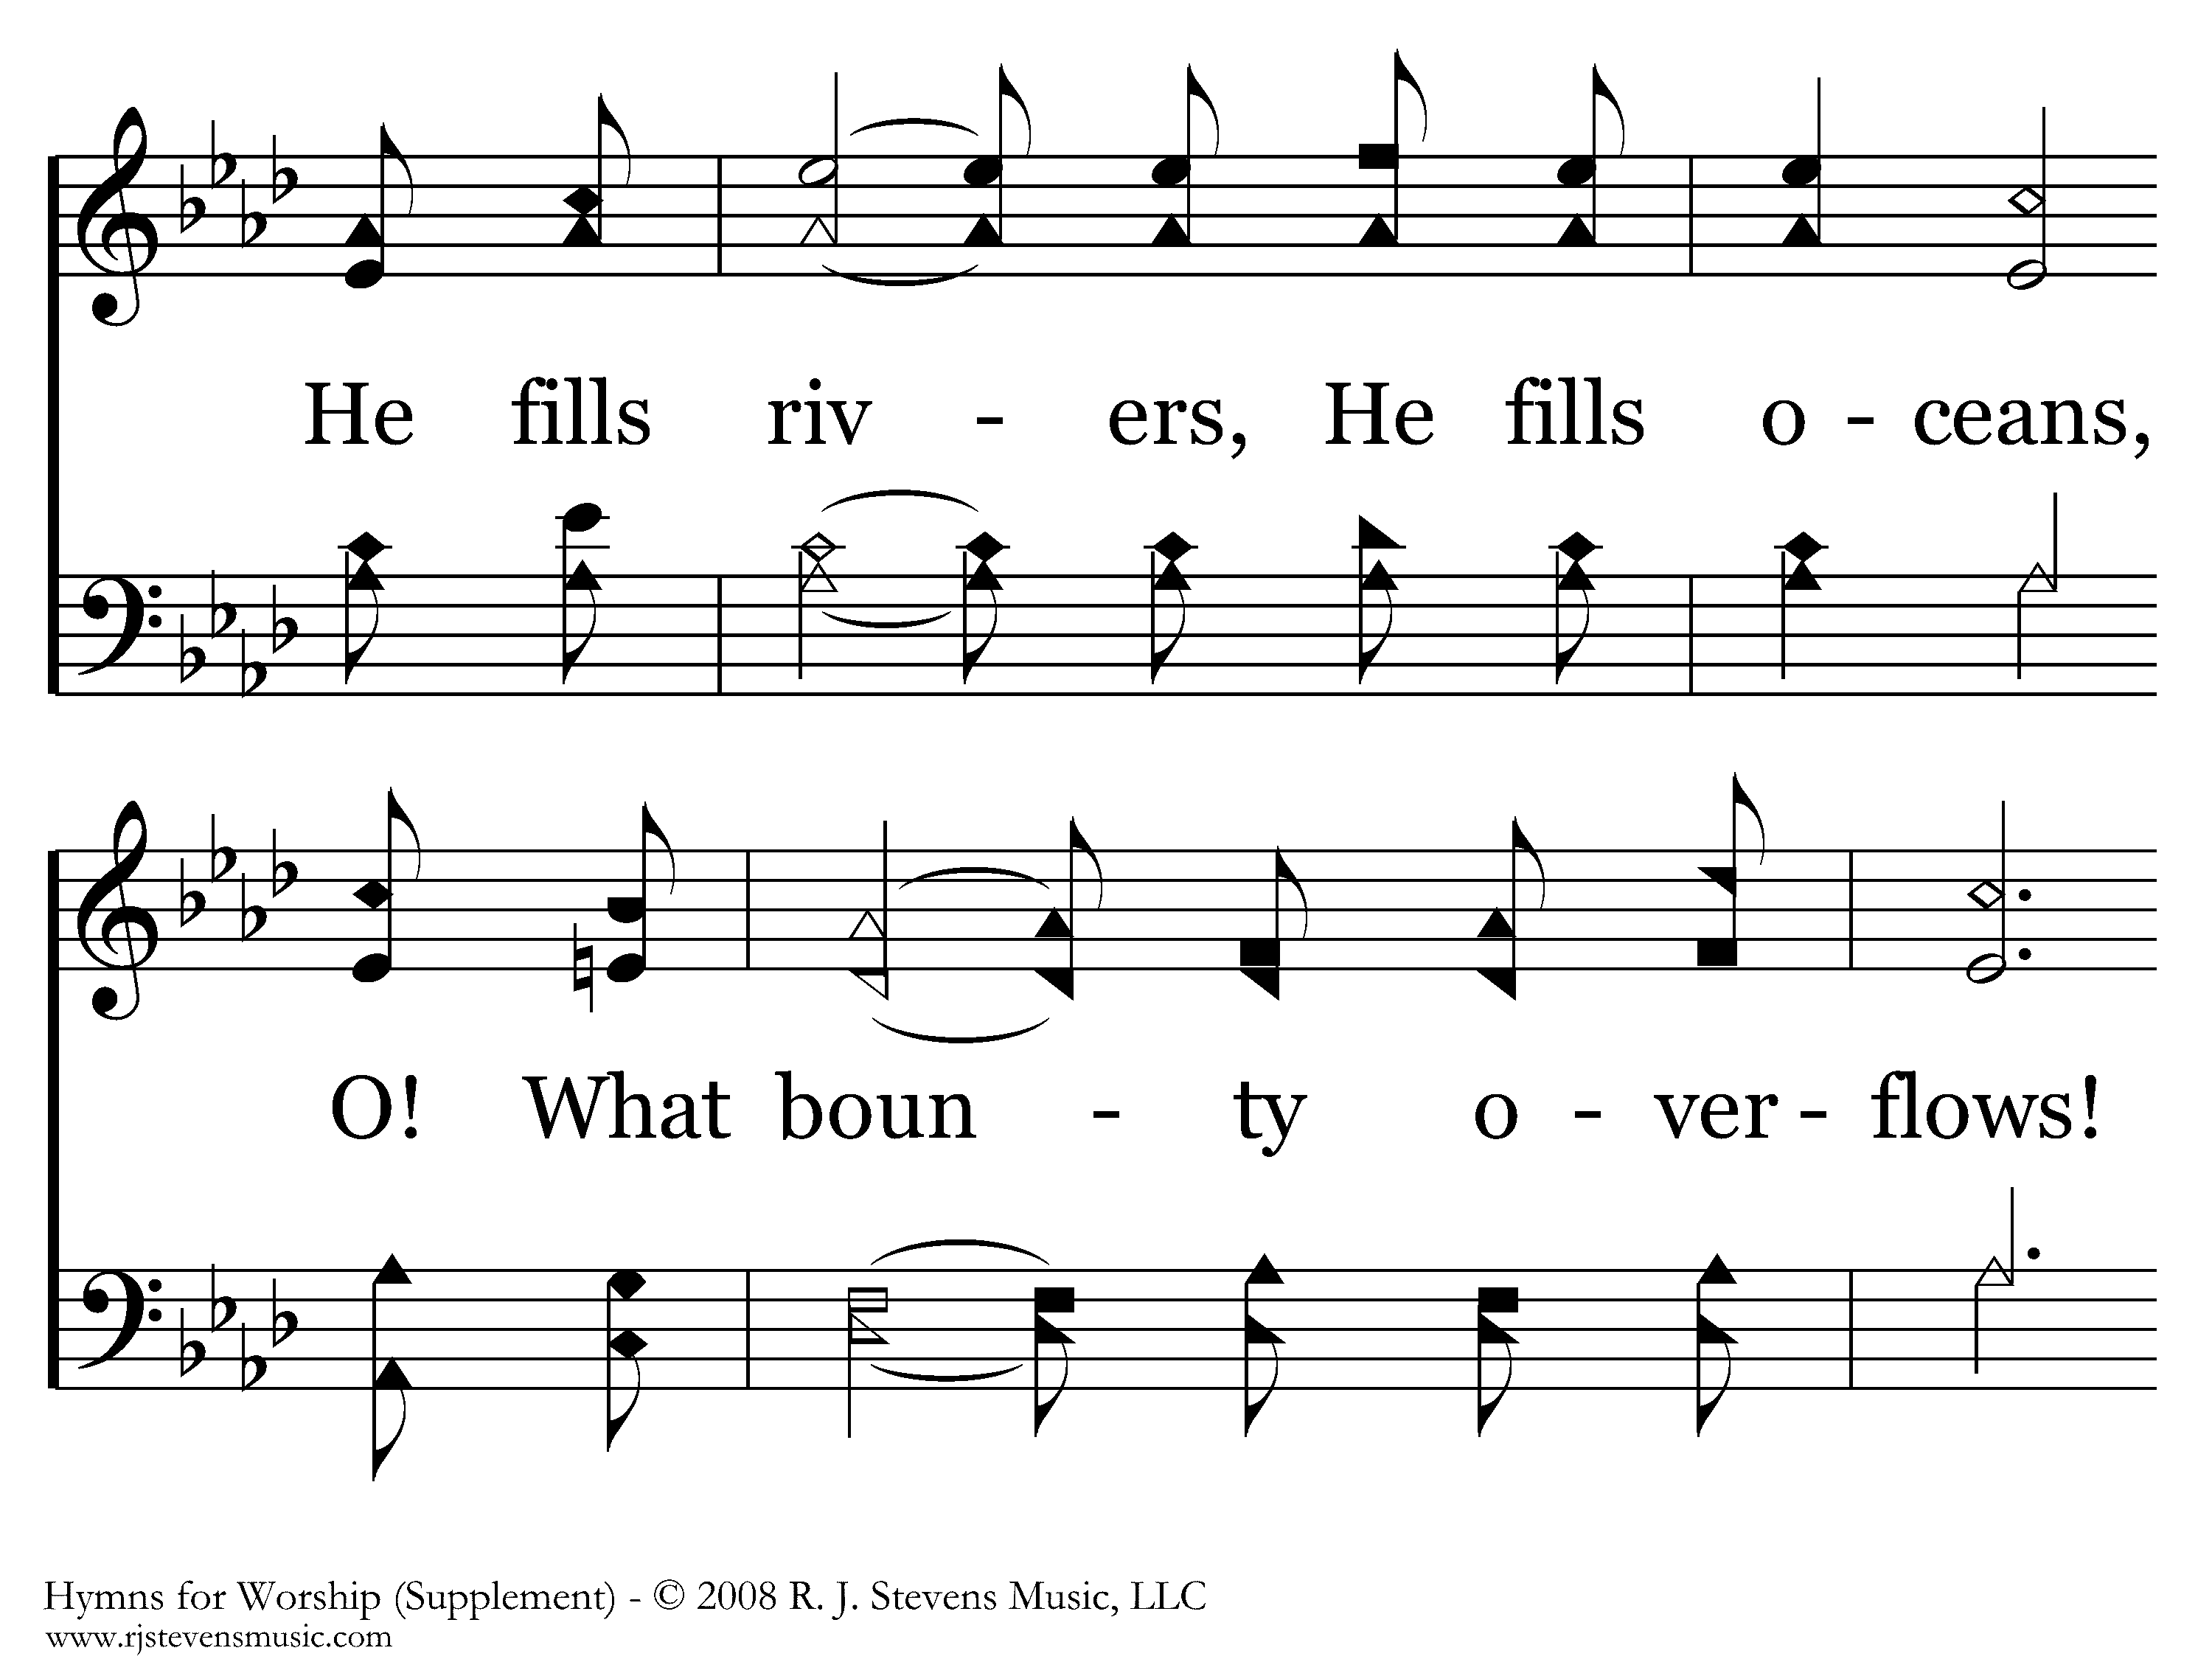 He fills riv - ers, He fills o - ceans,
O! What boun - ty o - ver - flows!
Hymns for Worship (Supplement) - © 2008 R. J. Stevens Music, LLC
www.rjstevensmusic.com